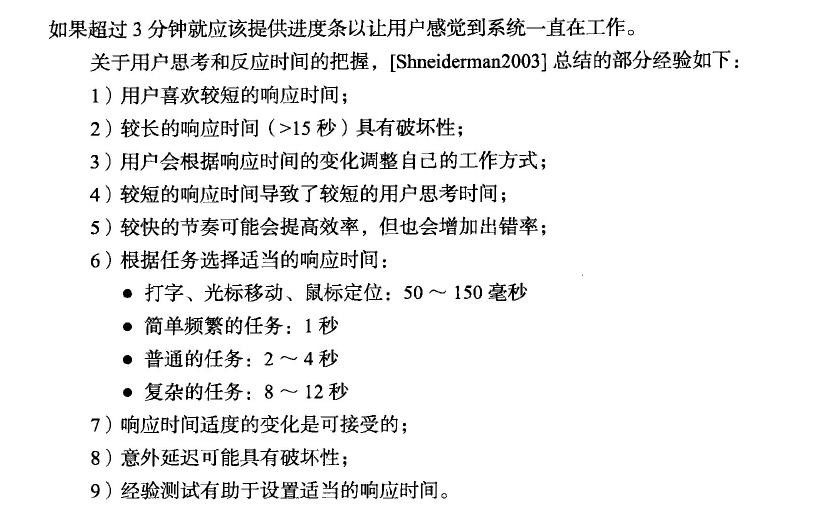 如果超过 3 分钟就应该提供进度条以让用户感觉到系统一直在工作。
关于用户思考和反应时间的把握，[Shneiderman2003] 总结的部分经验如下：
1）用户喜欢较短的响应时间；
2）较长的响应时间（>15 秒）具有破坏性；
3）用户会根据响应时间的变化调整自己的工作方式；
4）较短的响应时间导致了较短的用户思考时间；
5）较快的节奏可能会提高效率，但也会增加出错率；
6）根据任务选择适当的响应时间：
● 打字、光标移动、鼠标定位：50 ～ 150 毫秒
● 简单频繁的任务：1 秒
● 普通的任务：2 ～ 4 秒
● 复杂的任务：8 ～ 12 秒
7）响应时间适度的变化是可接受的；
8）意外延迟可能具有破坏性；
9）经验测试有助于设置适当的响应时间。